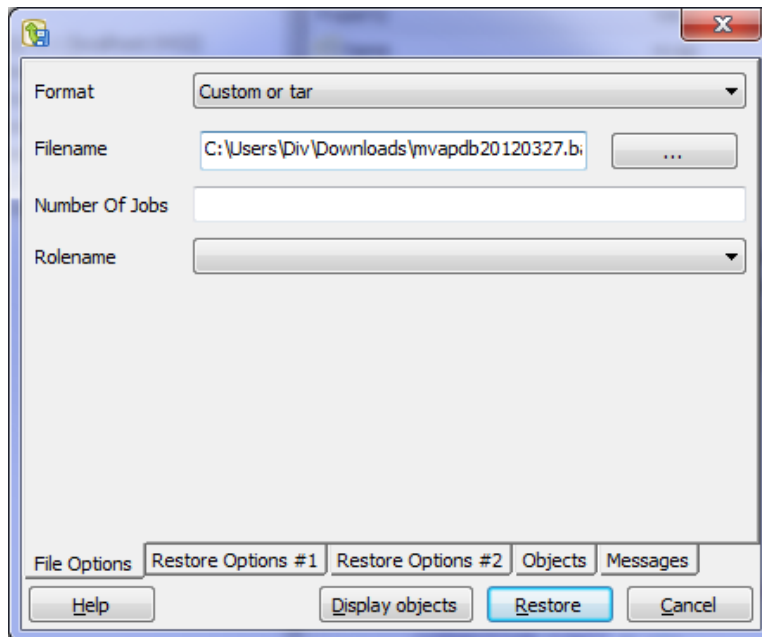 Format Custom or tar
Filename C:\Users\Div\Downloads\mvapdb20120327.ba ...
Number Of Jobs
Rolename
File Options Restore Options #1 Restore Options #2 Objects Messages
Help Display objects Restore Cancel